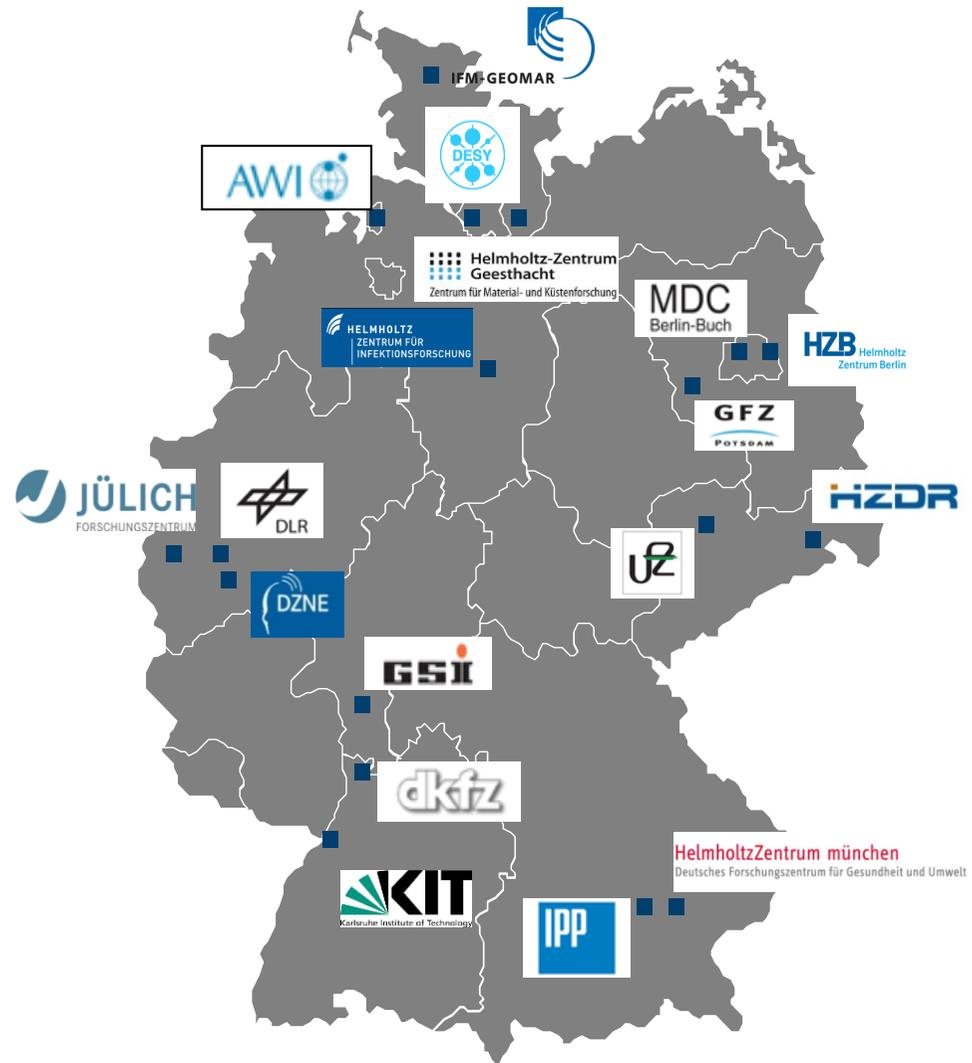 IFM-GEOMAR
DESY
AWI
Helmholtz-Zentrum
Geesthacht
Zentrum für Material- und Küstenforschung
MDC
Berlin-Buch
HELMHOLTZ
ZENTRUM FÜR
INFEKTIONSFORSCHUNG
HZB Helmholtz
Zentrum Berlin
GFZ
POTSDAM
JÜLICH
FORSCHUNGSZENTRUM
DLR
HZDR
UFZ
DZNE
GSI
dkfz
HelmholtzZentrum münchen
Deutsches Forschungszentrum für Gesundheit und Umwelt
KIT
Karlsruhe Institute of Technology
IPP